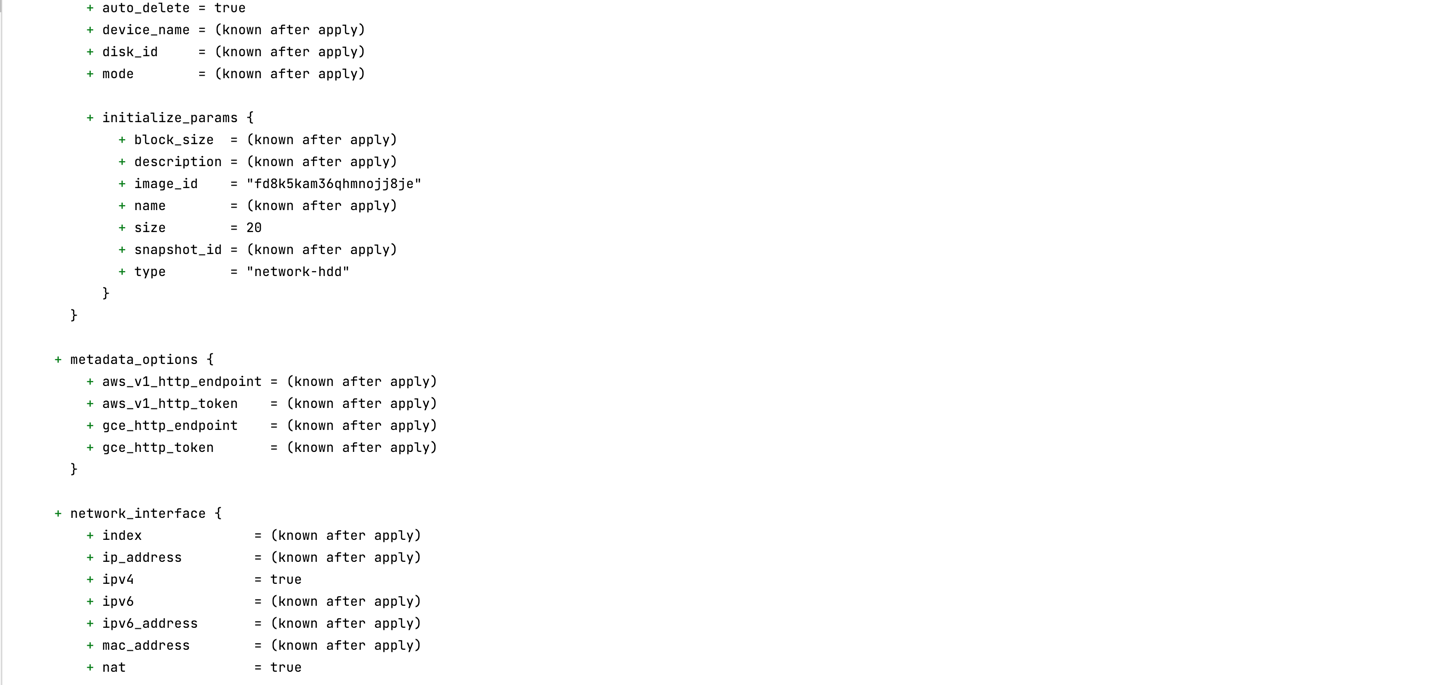 + auto_delete = true
+ device_name = (known after apply)
+ disk_id     = (known after apply)
+ mode        = (known after apply)
+ initialize_params {
+ block_size  = (known after apply)
+ description = (known after apply)
+ image_id    = "fd8k5kam36qhmnojj8je"
+ name        = (known after apply)
+ size        = 20
+ snapshot_id = (known after apply)
+ type        = "network-hdd"
}
}
+ metadata_options {
+ aws_v1_http_endpoint = (known after apply)
+ aws_v1_http_token    = (known after apply)
+ gce_http_endpoint    = (known after apply)
+ gce_http_token       = (known after apply)
}
+ network_interface {
+ index              = (known after apply)
+ ip_address         = (known after apply)
+ ipv4               = true
+ ipv6               = (known after apply)
+ ipv6_address       = (known after apply)
+ mac_address        = (known after apply)
+ nat                = true